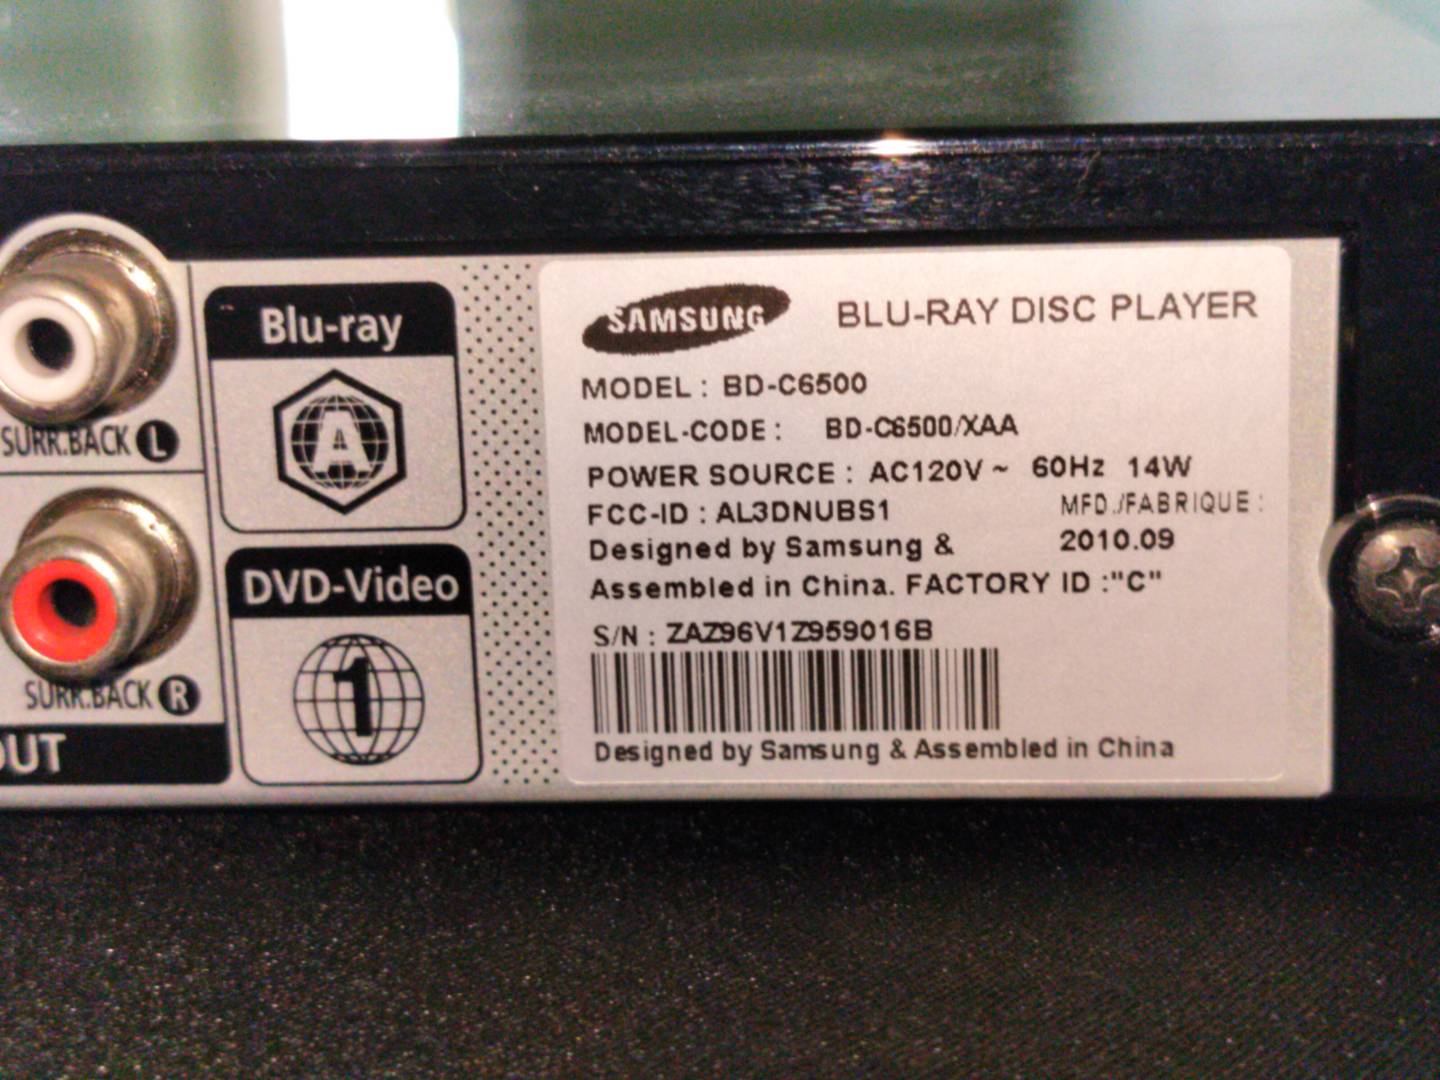 SURR.BACK L
SURR.BACK R
OUT
Blu-ray
A
DVD-Video
1
SAMSUNG BLU-RAY DISC PLAYER
MODEL : BD-C6500
MODEL-CODE : BD-C6500/XAA
POWER SOURCE : AC120V ~ 60Hz 14W
FCC-ID : AL3DNUBS1 MFD./FABRIQUE :
Designed by Samsung & 2010.09
Assembled in China. FACTORY ID :"C"
S/N : ZAZ96V1Z959016B
Designed by Samsung & Assembled in China